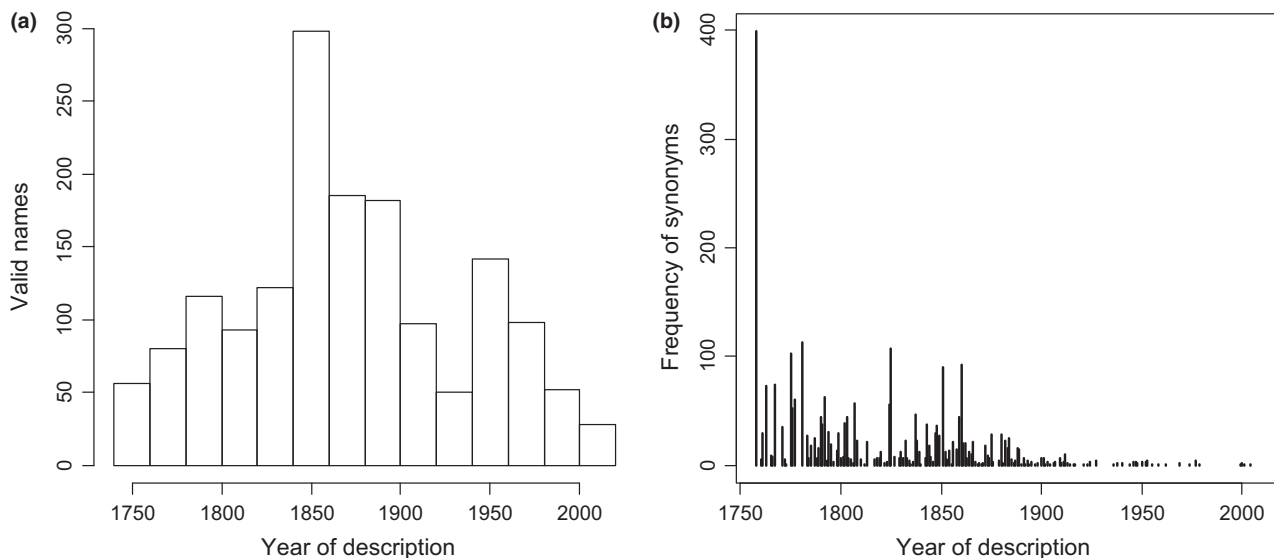 (a)
Valid names
300
250
200
150
100
50
0
1750 1800 1850 1900 1950 2000
Year of description
(b)
Frequency of synonyms
400
300
200
100
0
1750 1800 1850 1900 1950 2000
Year of description